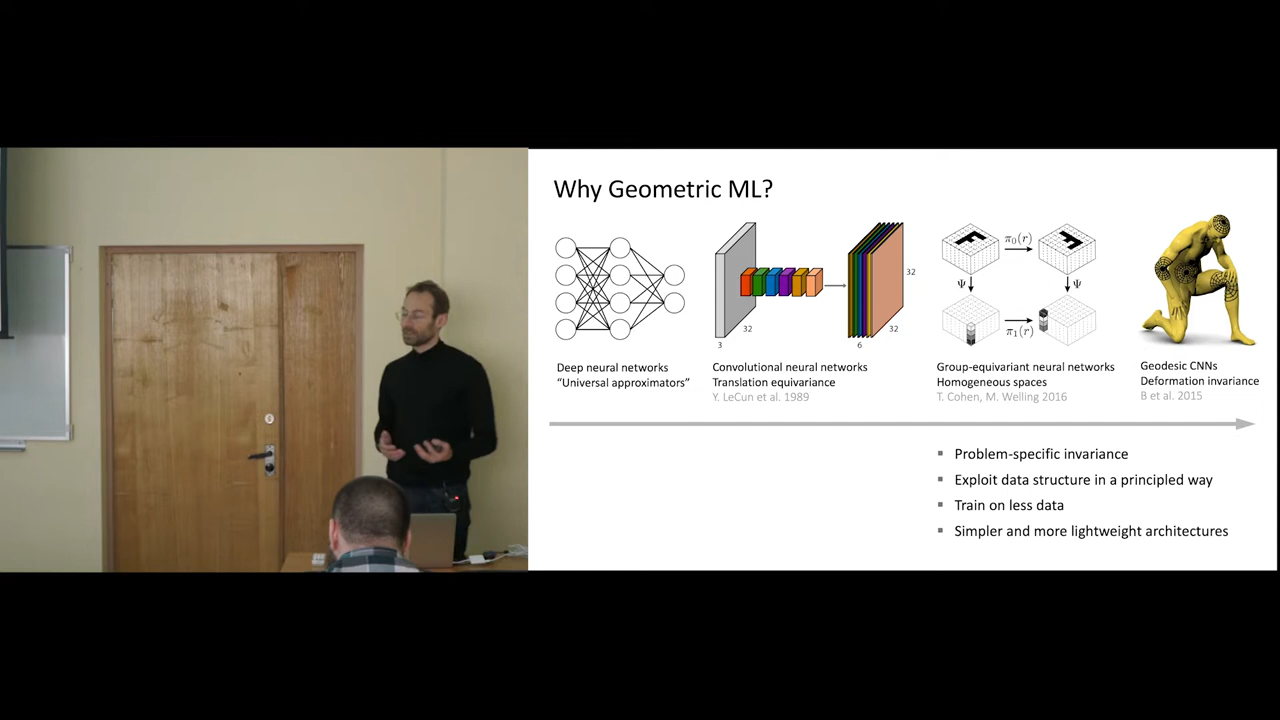 Why Geometric ML?
32
3
32
32
6
π₀(r)
Ψ
Ψ
π₁(r)
Deep neural networks
“Universal approximators”
Convolutional neural networks
Translation equivariance
Y. LeCun et al. 1989
Group-equivariant neural networks
Homogeneous spaces
T. Cohen, M. Welling 2016
Geodesic CNNs
Deformation invariance
B et al. 2015
▪ Problem-specific invariance
▪ Exploit data structure in a principled way
▪ Train on less data
▪ Simpler and more lightweight architectures